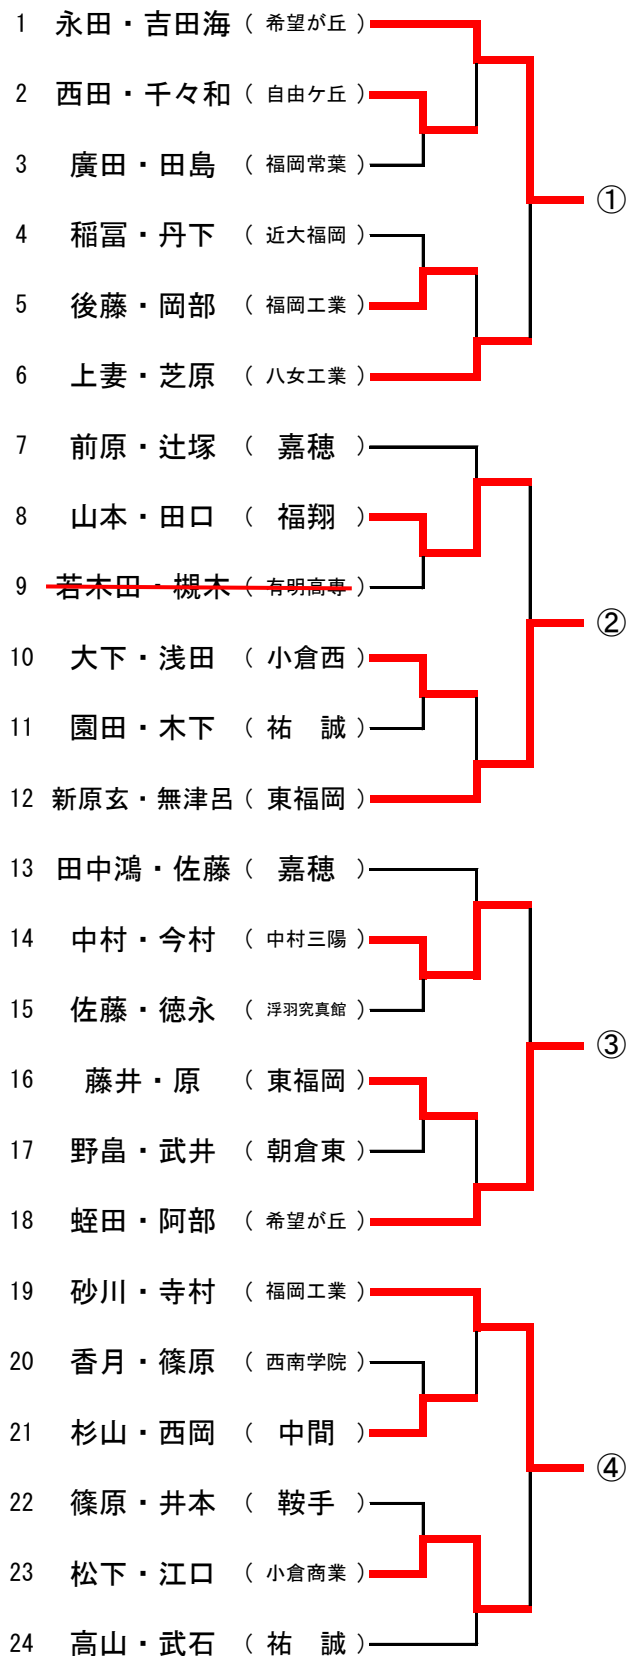 1 永田・吉田海 ( 希望が丘 )
2 西田・千々和 ( 自由ケ丘 )
3 廣田・田島 ( 福岡常葉 )
①
4 稲冨・丹下 ( 近大福岡 )
5 後藤・岡部 ( 福岡工業 )
6 上妻・芝原 ( 八女工業 )
7 前原・辻塚 ( 嘉穂 )
8 山本・田口 ( 福翔 )
9 若木田・槻木 ( 有明高専 )
②
10 大下・浅田 ( 小倉西 )
11 園田・木下 ( 祐 誠 )
12 新原玄・無津呂 ( 東福岡 )
13 田中鴻・佐藤 ( 嘉穂 )
14 中村・今村 ( 中村三陽 )
15 佐藤・徳永 ( 浮羽究真館 )
③
16 藤井・原 ( 東福岡 )
17 野畠・武井 ( 朝倉東 )
18 蛭田・阿部 ( 希望が丘 )
19 砂川・寺村 ( 福岡工業 )
20 香月・篠原 ( 西南学院 )
21 杉山・西岡 ( 中間 )
④
22 篠原・井本 ( 鞍手 )
23 松下・江口 ( 小倉商業 )
24 高山・武石 ( 祐 誠 )